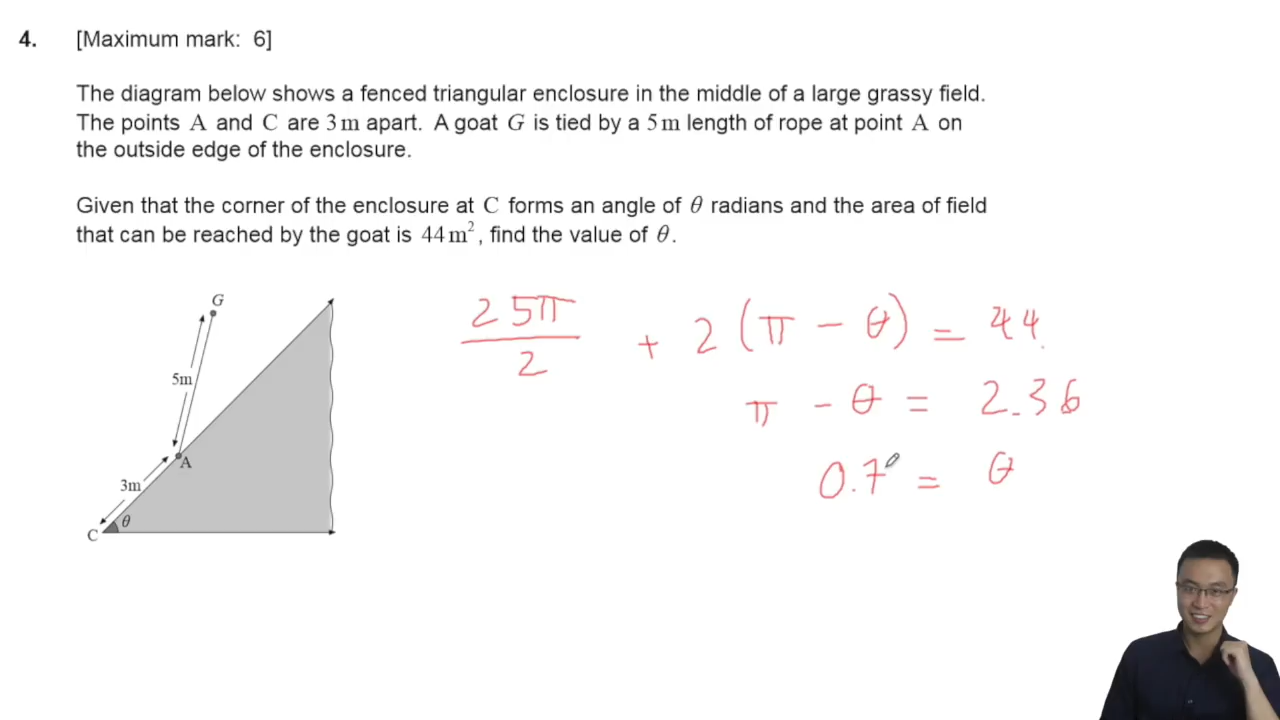 4. [Maximum mark: 6]
The diagram below shows a fenced triangular enclosure in the middle of a large grassy field.
The points A and C are 3 m apart. A goat G is tied by a 5 m length of rope at point A on
the outside edge of the enclosure.
Given that the corner of the enclosure at C forms an angle of θ radians and the area of field
that can be reached by the goat is 44 m², find the value of θ.
G
5m
A
3m
θ
C
25π/2 + 2(π − θ) = 44
π − θ = 2.36
0.7 = θ